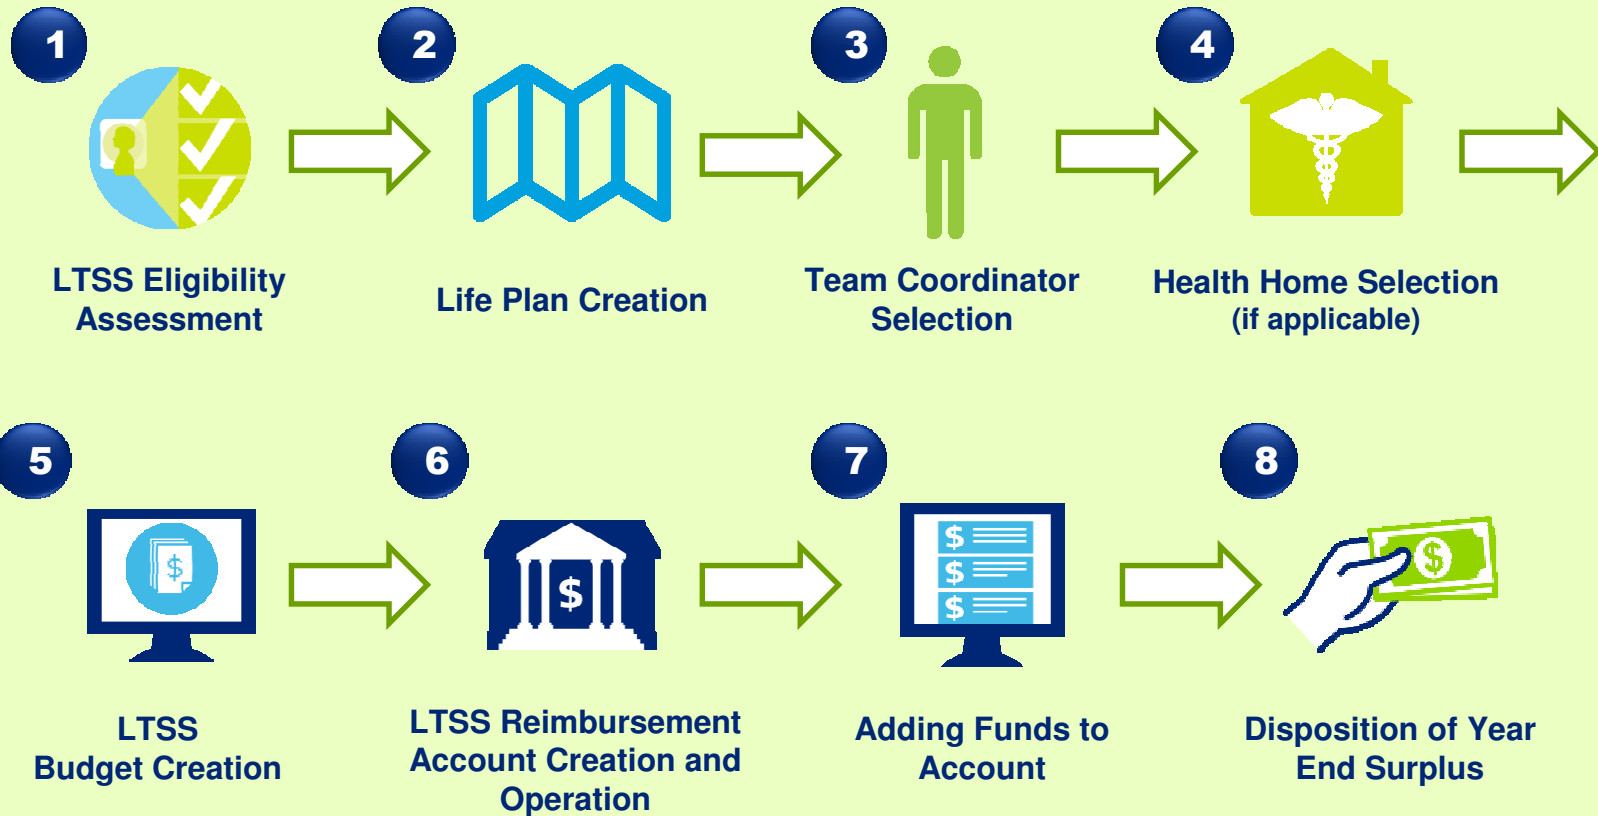 1
2
3
4
LTSS Eligibility
Assessment
Life Plan Creation
Team Coordinator
Selection
Health Home Selection
(if applicable)
5
6
7
8
$
$
$
$
$
$
LTSS
Budget Creation
LTSS Reimbursement
Account Creation and
Operation
Adding Funds to
Account
Disposition of Year
End Surplus